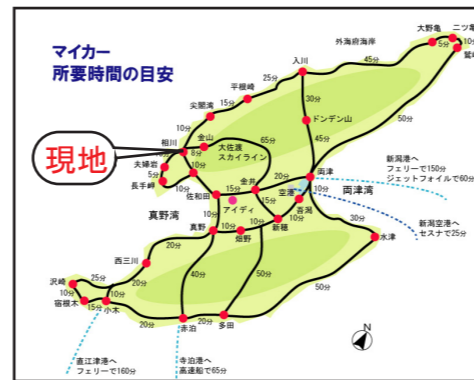 マイカー
所要時間の目安
外海府海岸
大野亀
二ツ亀
5分
10分
鷲崎
入川
45分
25分
平根崎
15分
尖閣湾
30分
ドンデン山
50分
10分
金山
大佐渡
スカイライン
相川
8分
65分
45分
現地
夫婦岩
5分
長手岬
10分
10分
20分
両津
新潟港へ
フェリーで150分
ジェットフォイルで60分
金井
15分
空港
10分
両津湾
佐和田
アイディ
15分
吾潟
真野湾
10分
新穂
10分
30分
新潟空港へ
セスナで25分
真野
10分
畑野
水津
20分
西三川
40分
50分
沢崎
25分
20分
50分
宿根木
15分
10分
小木
20分
赤泊
20分
多田
直江津港へ
フェリーで160分
寺泊港へ
高速船で65分
N